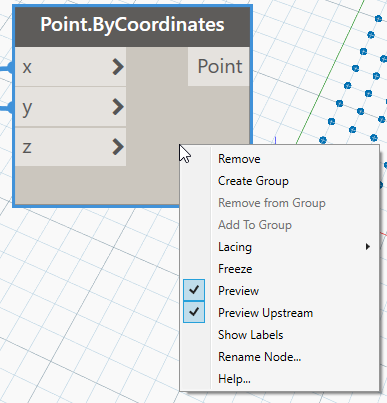 Point.ByCoordinates
x
Point
y
z
Remove
Create Group
Remove from Group
Add To Group
Lacing
Freeze
Preview
Preview Upstream
Show Labels
Rename Node...
Help...